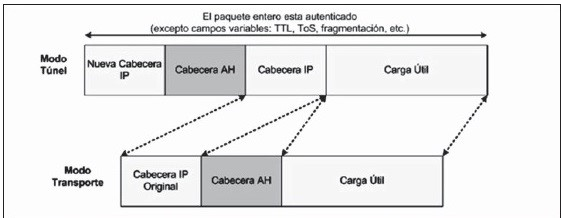 El paquete entero esta autenticado
(excepto campos variables: TTL, ToS, fragmentación, etc.)
Modo
Túnel
Nueva Cabecera
IP
Cabecera AH
Cabecera IP
Carga Útil
Modo
Transporte
Cabecera IP
Original
Cabecera AH
Carga Útil